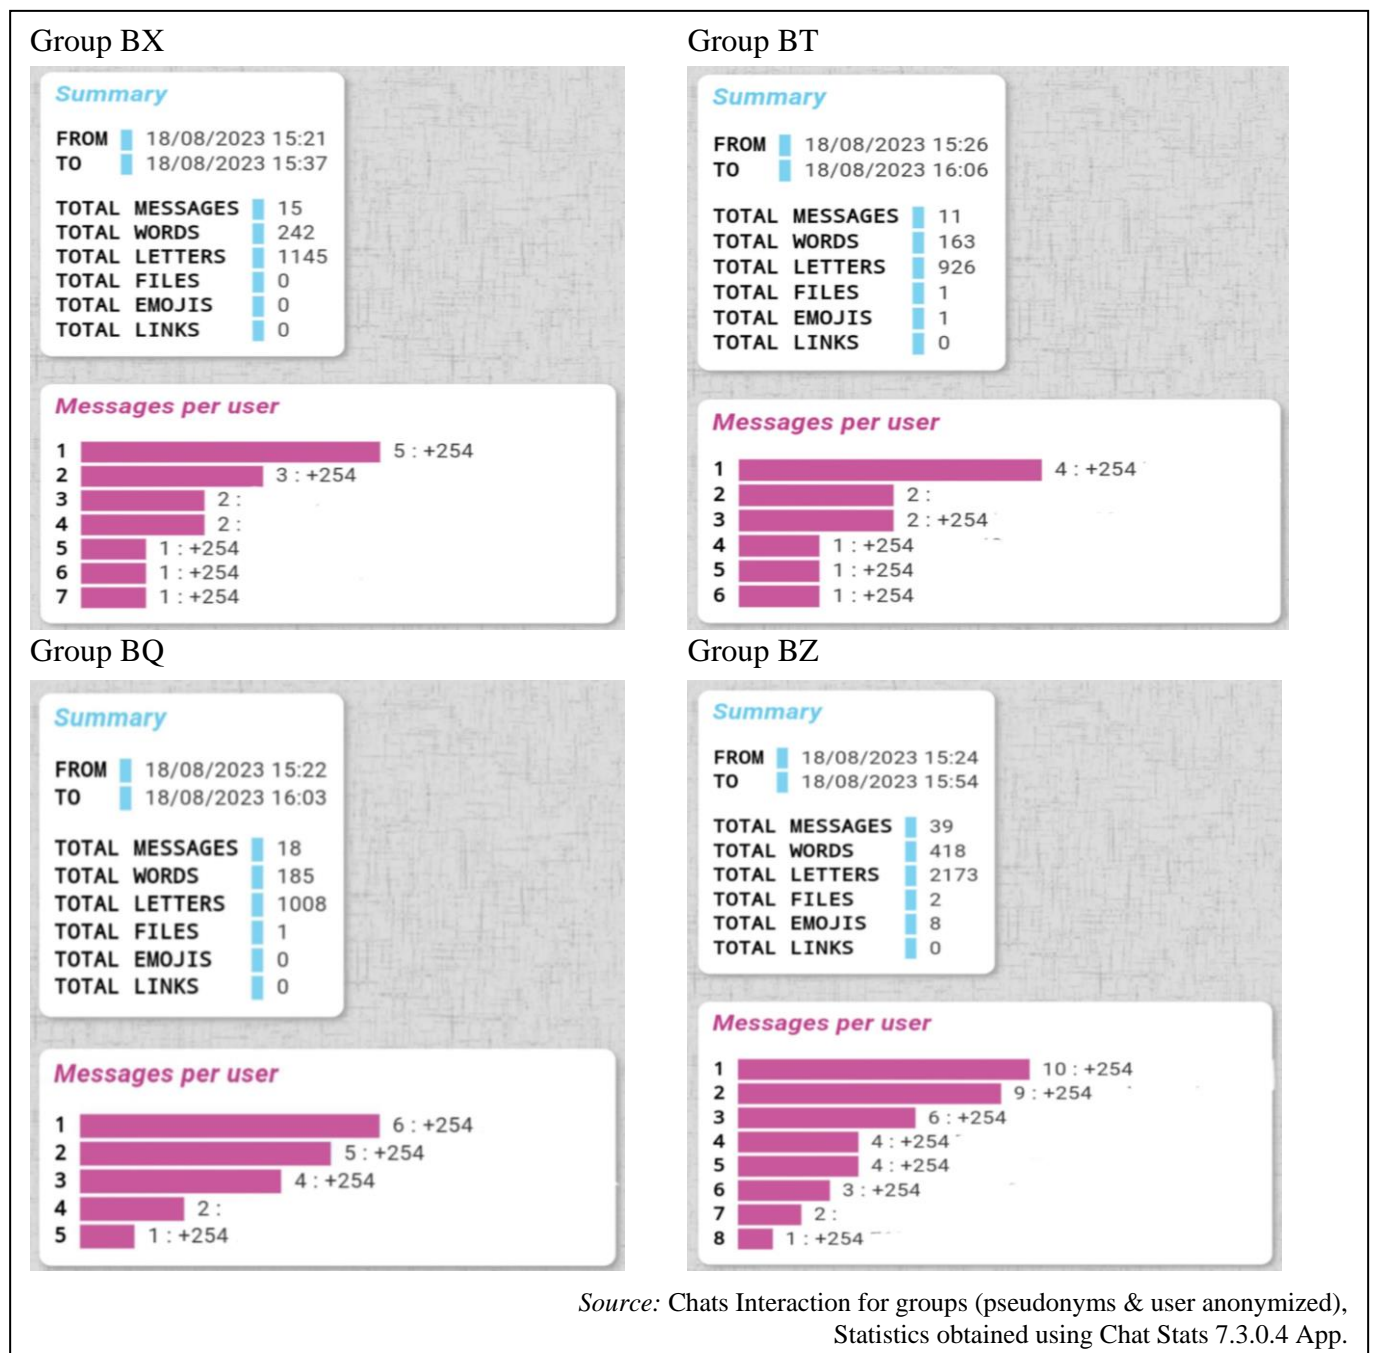 Group BX
Summary
FROM 18/08/2023 15:21
TO 18/08/2023 15:37
TOTAL MESSAGES 15
TOTAL WORDS 242
TOTAL LETTERS 1145
TOTAL FILES 0
TOTAL EMOJIS 0
TOTAL LINKS 0
Messages per user
1 5 : +254
2 3 : +254
3 2 :
4 2 :
5 1 : +254
6 1 : +254
7 1 : +254
Group BT
Summary
FROM 18/08/2023 15:26
TO 18/08/2023 16:06
TOTAL MESSAGES 11
TOTAL WORDS 163
TOTAL LETTERS 926
TOTAL FILES 1
TOTAL EMOJIS 1
TOTAL LINKS 0
Messages per user
1 4 : +254
2 2 :
3 2 : +254
4 1 : +254
5 1 : +254
6 1 : +254
Group BQ
Summary
FROM 18/08/2023 15:22
TO 18/08/2023 16:03
TOTAL MESSAGES 18
TOTAL WORDS 185
TOTAL LETTERS 1008
TOTAL FILES 1
TOTAL EMOJIS 0
TOTAL LINKS 0
Messages per user
1 6 : +254
2 5 : +254
3 4 : +254
4 2 :
5 1 : +254
Group BZ
Summary
FROM 18/08/2023 15:24
TO 18/08/2023 15:54
TOTAL MESSAGES 39
TOTAL WORDS 418
TOTAL LETTERS 2173
TOTAL FILES 2
TOTAL EMOJIS 8
TOTAL LINKS 0
Messages per user
1 10 : +254
2 9 : +254
3 6 : +254
4 4 : +254
5 4 : +254
6 3 : +254
7 2 :
8 1 : +254
Source: Chats Interaction for groups (pseudonyms & user anonymized),
Statistics obtained using Chat Stats 7.3.0.4 App.